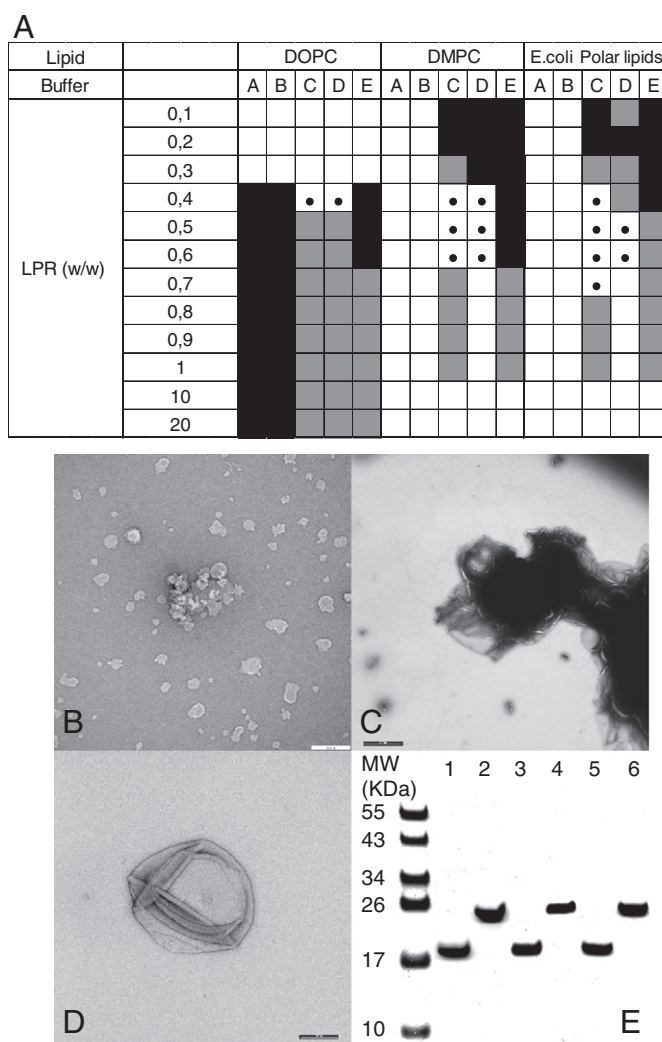 A
Lipid DOPC DMPC E.coli Polar lipids
Buffer A B C D E A B C D E A B C D E
LPR (w/w)
0,1
0,2
0,3
0,4
0,5
0,6
0,7
0,8
0,9
1
10
20
B
C
D
MW 1 2 3 4 5 6
(KDa)
55
43
34
26
17
10
E